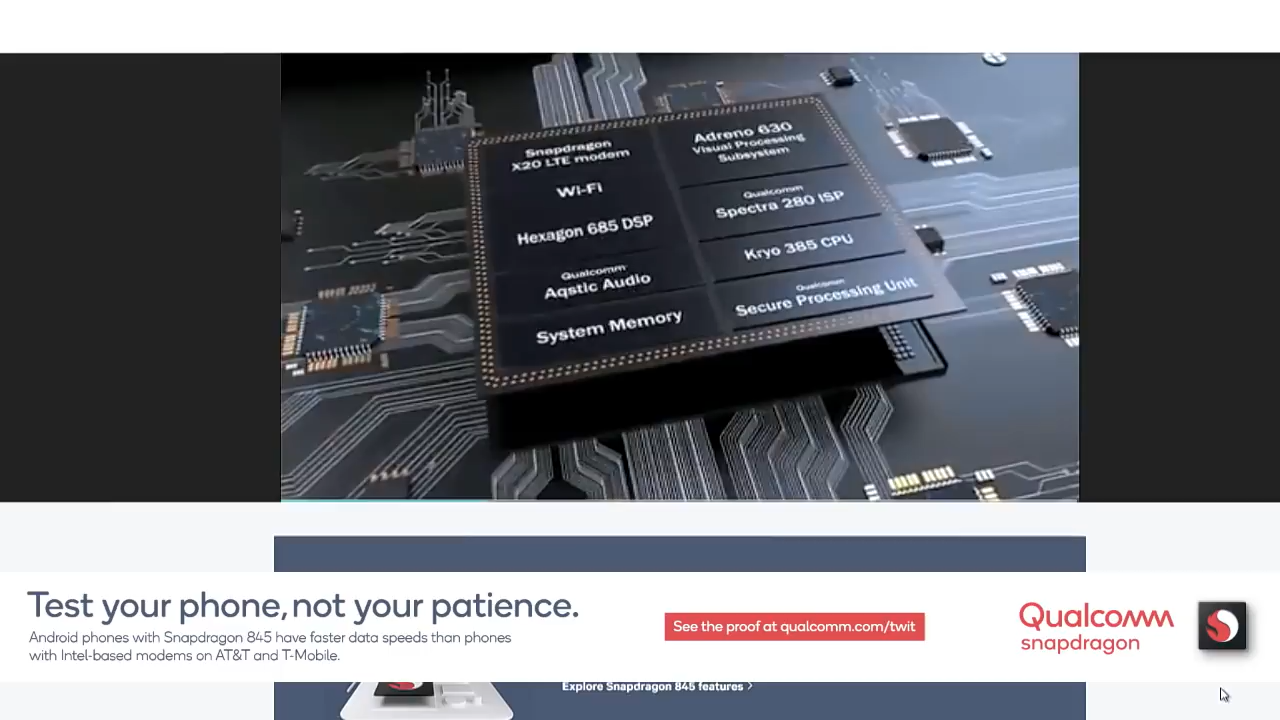 Snapdragon
X20 LTE modem
Wi-Fi
Hexagon 685 DSP
Qualcomm
Aqstic Audio
System Memory
Adreno 630
Visual Processing
Subsystem
Qualcomm
Spectra 280 ISP
Kryo 385 CPU
Qualcomm
Secure Processing Unit
Test your phone, not your patience.
Android phones with Snapdragon 845 have faster data speeds than phones
with Intel-based modems on AT&T and T-Mobile.
See the proof at qualcomm.com/twit
Qualcomm
snapdragon
Explore Snapdragon 845 features >